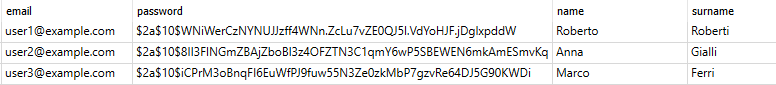 email password name surname
user1@example.com $2a$10$WNiWerCzNYNUJJzff4WNn.ZcLu7vZE0QJ5I.VdYoHJF.jDglxpddW Roberto Roberti
user2@example.com $2a$10$8II3FINGmZBAjZboBI3z4OFZTN3C1qmY6wP5SBEWEN6mkAmESmvKq Anna Gialli
user3@example.com $2a$10$iCPrM3oBnqFI6EuWfPJ9fuw55N3Ze0zkMbP7gzvRe64DJ5G90KWDi Marco Ferri